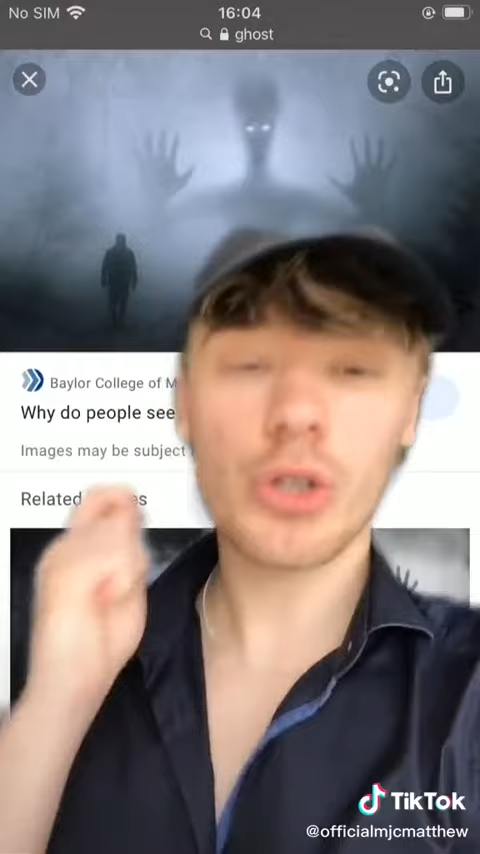 No SIM 16:04
ghost
Baylor College of M
Why do people see
Images may be subject
Related
TikTok
@officialmjcmatthew